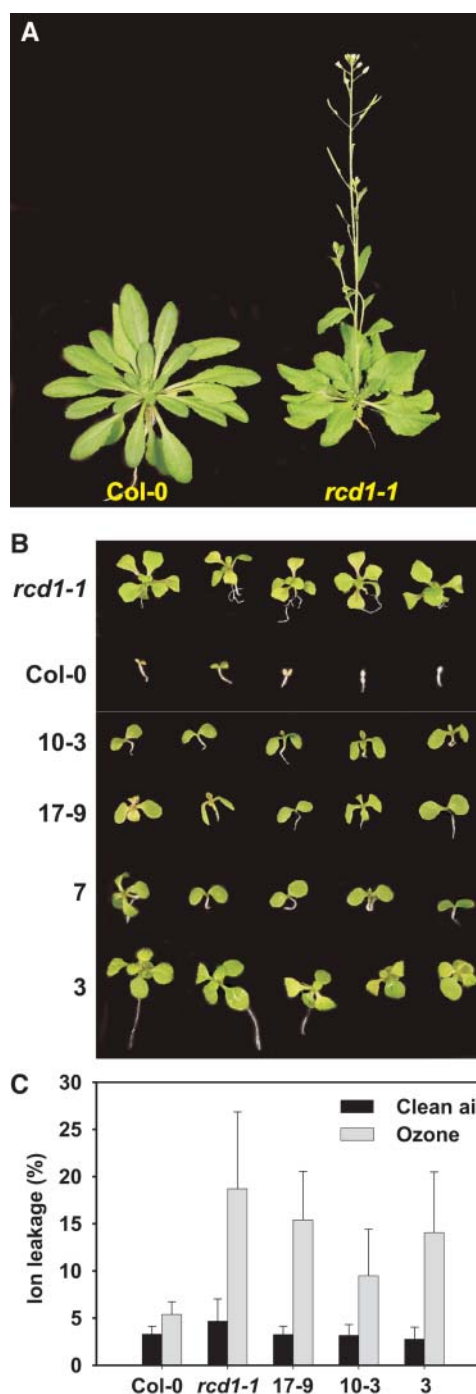 A
Col-0
rcd1-1
B
rcd1-1
Col-0
10-3
17-9
7
3
C
30
25
20
15
10
5
0
Ion leakage (%)
Clean ai
Ozone
Col-0
rcd1-1
17-9
10-3
3